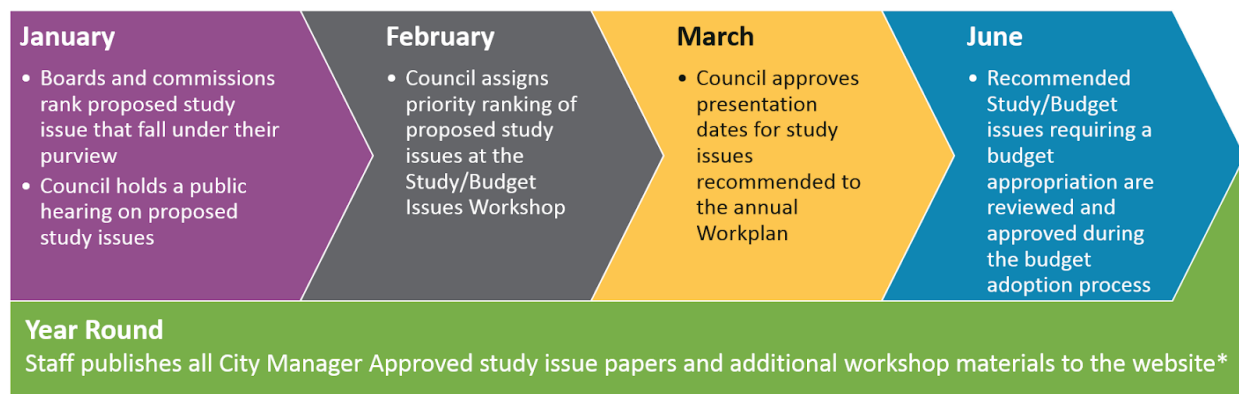 January
• Boards and commissions
rank proposed study
issue that fall under their
purview
• Council holds a public
hearing on proposed
study issues
February
• Council assigns
priority ranking of
proposed study
issues at the
Study/Budget
Issues Workshop
March
• Council approves
presentation
dates for study
issues
recommended to
the annual
Workplan
June
• Recommended
Study/Budget
issues requiring a
budget
appropriation are
reviewed and
approved during
the budget
adoption process
Year Round
Staff publishes all City Manager Approved study issue papers and additional workshop materials to the website*